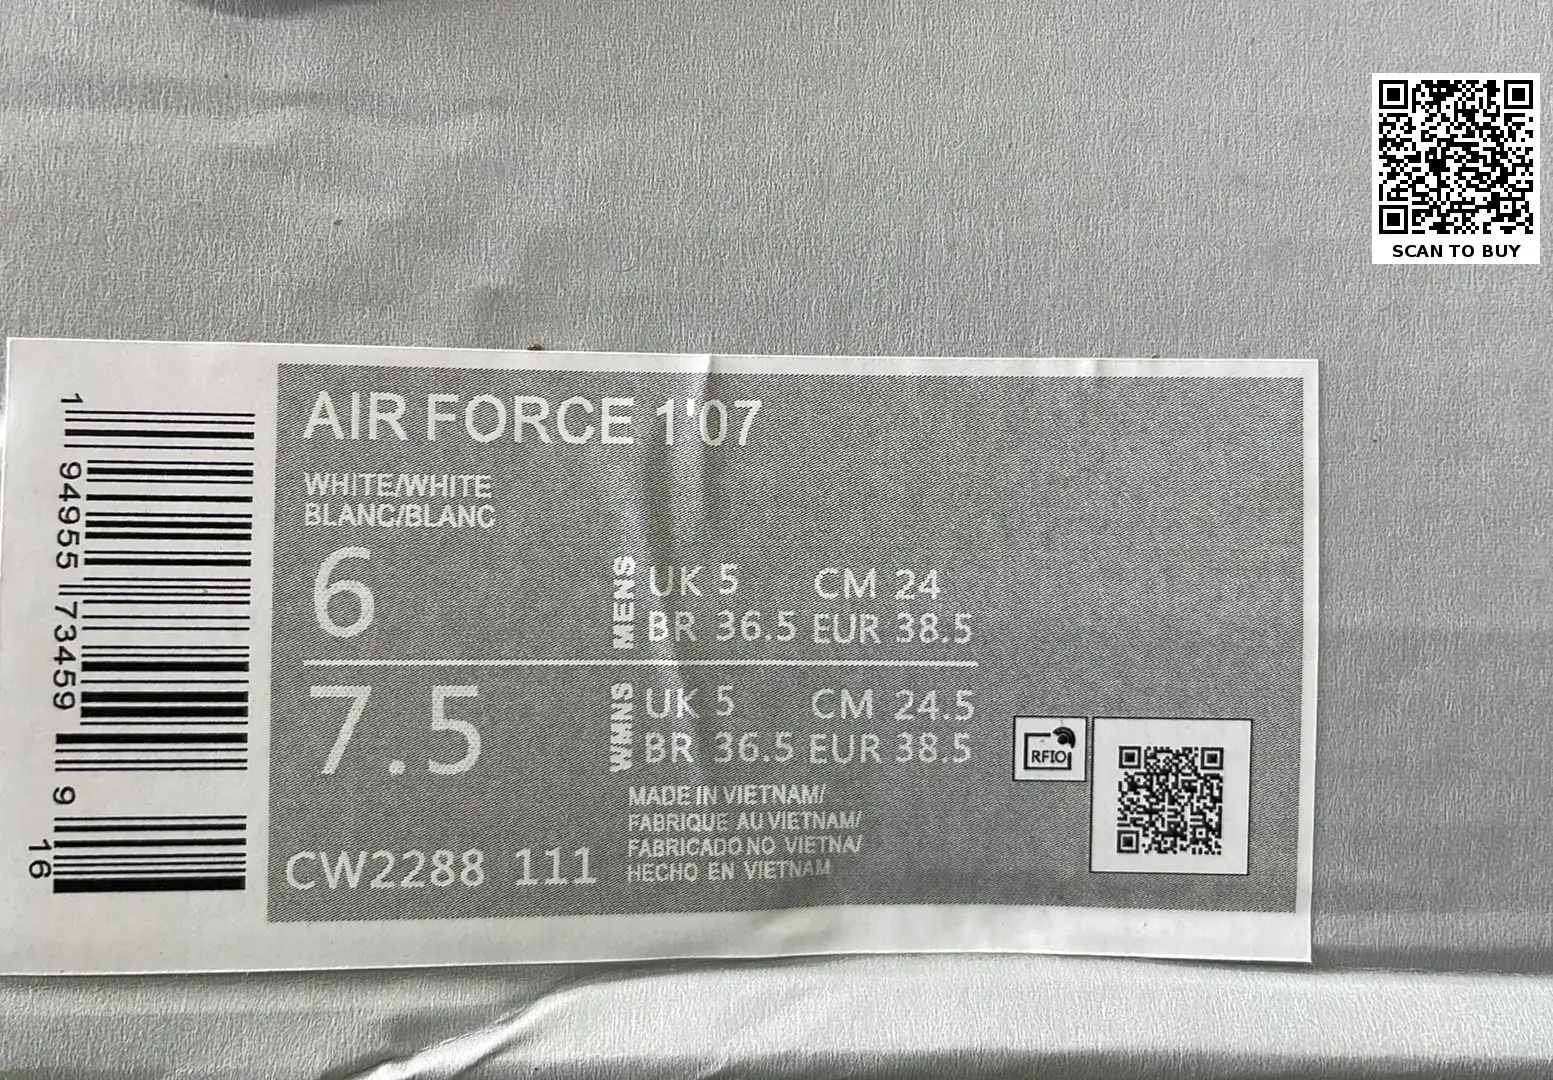 SCAN TO BUY
AIR FORCE 1'07
WHITE/WHITE
BLANC/BLANC
6
MENS
UK 5 CM 24
BR 36.5 EUR 38.5
7.5
WMNS
UK 5 CM 24.5
BR 36.5 EUR 38.5
RFIO
MADE IN VIETNAM/
FABRIQUE AU VIETNAM/
FABRICADO NO VIETNA/
HECHO EN VIETNAM
CW2288 111
1 94955 73459 9
16